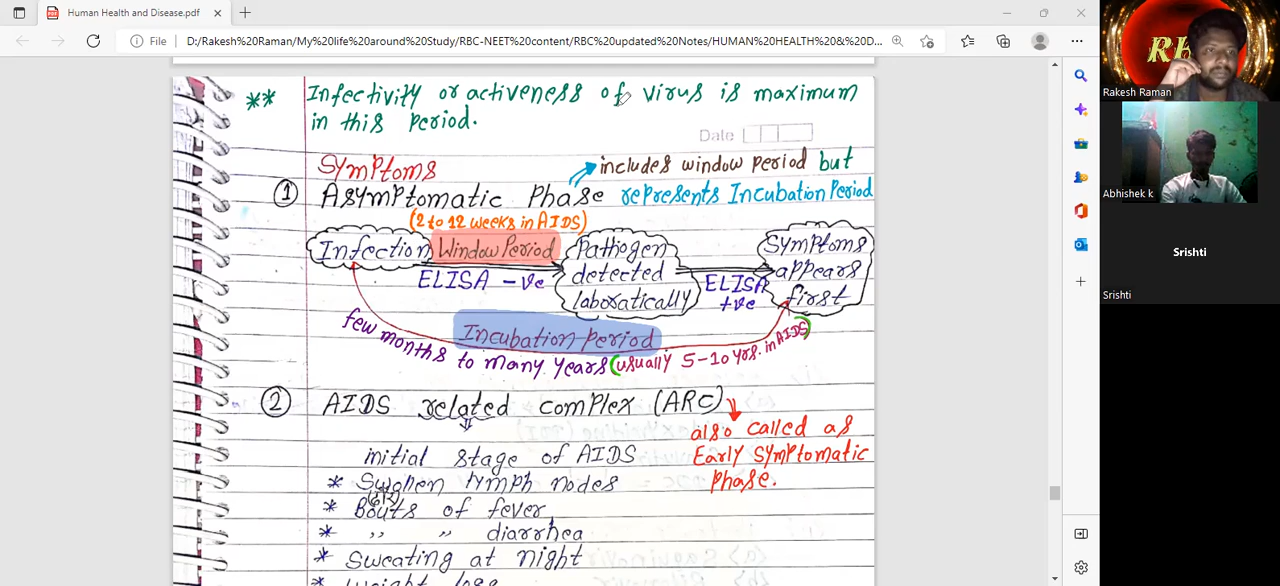 Human Health and Disease.pdf
File
D:/Rakesh%20Raman/My%20life%20around%20Study/RBC-NEET%20content/RBC%20updated%20Notes/HUMAN%20HEALTH%20&%20D...
** Infectivity or activeness of virus is maximum
in this period.
Date
Symptoms
includes window period but
① Asymptomatic Phase represents Incubation Period
(2 to 12 weeks in AIDS)
Infection Window Period Pathogen detected laboratically
Symptoms appears first
ELISA -ve
ELISA +ve
Incubation Period
few months to many years (usually 5-10 yrs. in AIDS)
② AIDS related complex (ARC)
also called as
Early Symptomatic
phase.
initial stage of AIDS
* Swollen lymph nodes
* Bouts of fever
* ,, ,, diarrhea
* Sweating at night
* weight loss
Rakesh Raman
Abhishek k
Srishti
Srishti